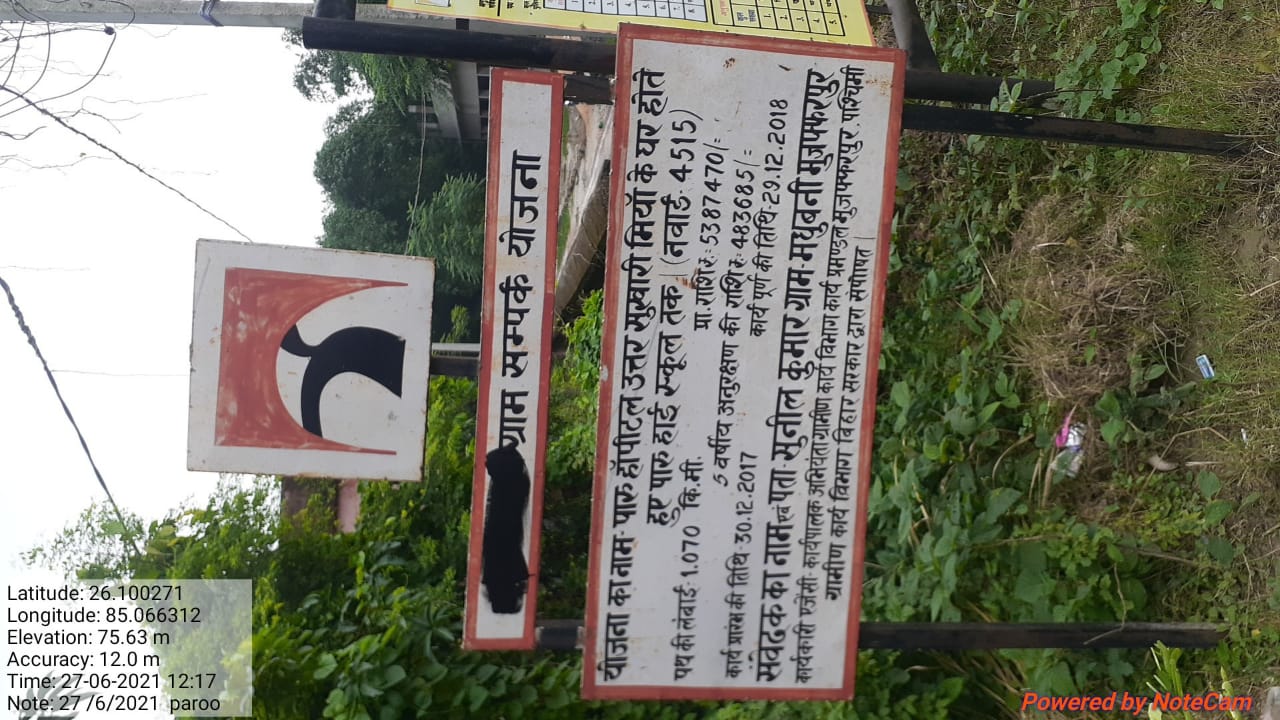 ग्राम सम्पर्क योजना
योजना का नाम- पारु हॉपीटल उत्तर सुखारी मियाँ के घर होते
हुए पारु हाई स्कूल तक । (नवार्ड- 4515)
पथ की लंबाई- 1.070 कि.मी. प्रा. राशि रु. 5387470/=
5 वर्षीय अनुरक्षण की राशि रु. 483685/=
कार्य प्रारंभ की तिथि- 30.12.2017 कार्य पूर्ण की तिथि- 29.12.2018
संवेदक का नाम एवं पता- सुनील कुमार ग्राम- मधुबनी मुजफ्फरपुर
कार्यकारी एजेंसी- कार्यपालक अभियंता ग्रामीण कार्य विभाग कार्य प्रमण्डल मुजफ्फरपुर पश्चिमी
ग्रामीण कार्य विभाग बिहार सरकार द्वारा
Latitude: 26.100271
Longitude: 85.066312
Elevation: 75.63 m
Accuracy: 12.0 m
Time: 27-06-2021 12:17
Note: 27 /6/2021 paroo
Powered by NoteCam